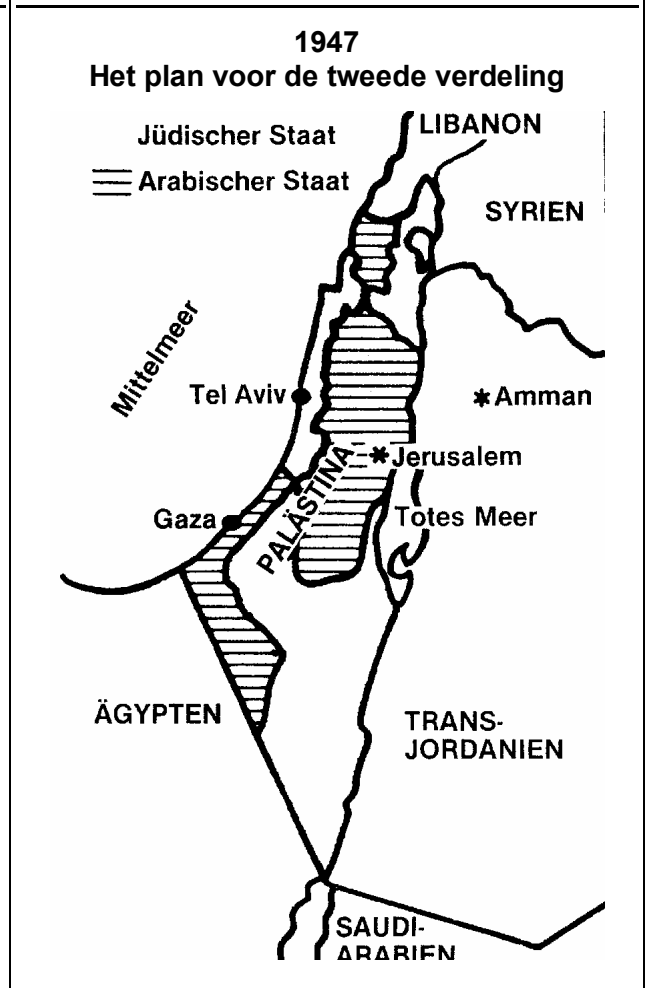 1947
Het plan voor de tweede verdeling
Jüdischer Staat
Arabischer Staat
LIBANON
SYRIEN
Mittelmeer
Tel Aviv
Amman
Jerusalem
PALÄSTINA
Gaza
Totes Meer
ÄGYPTEN
TRANS-
JORDANIEN
SAUDI-
ARABIEN